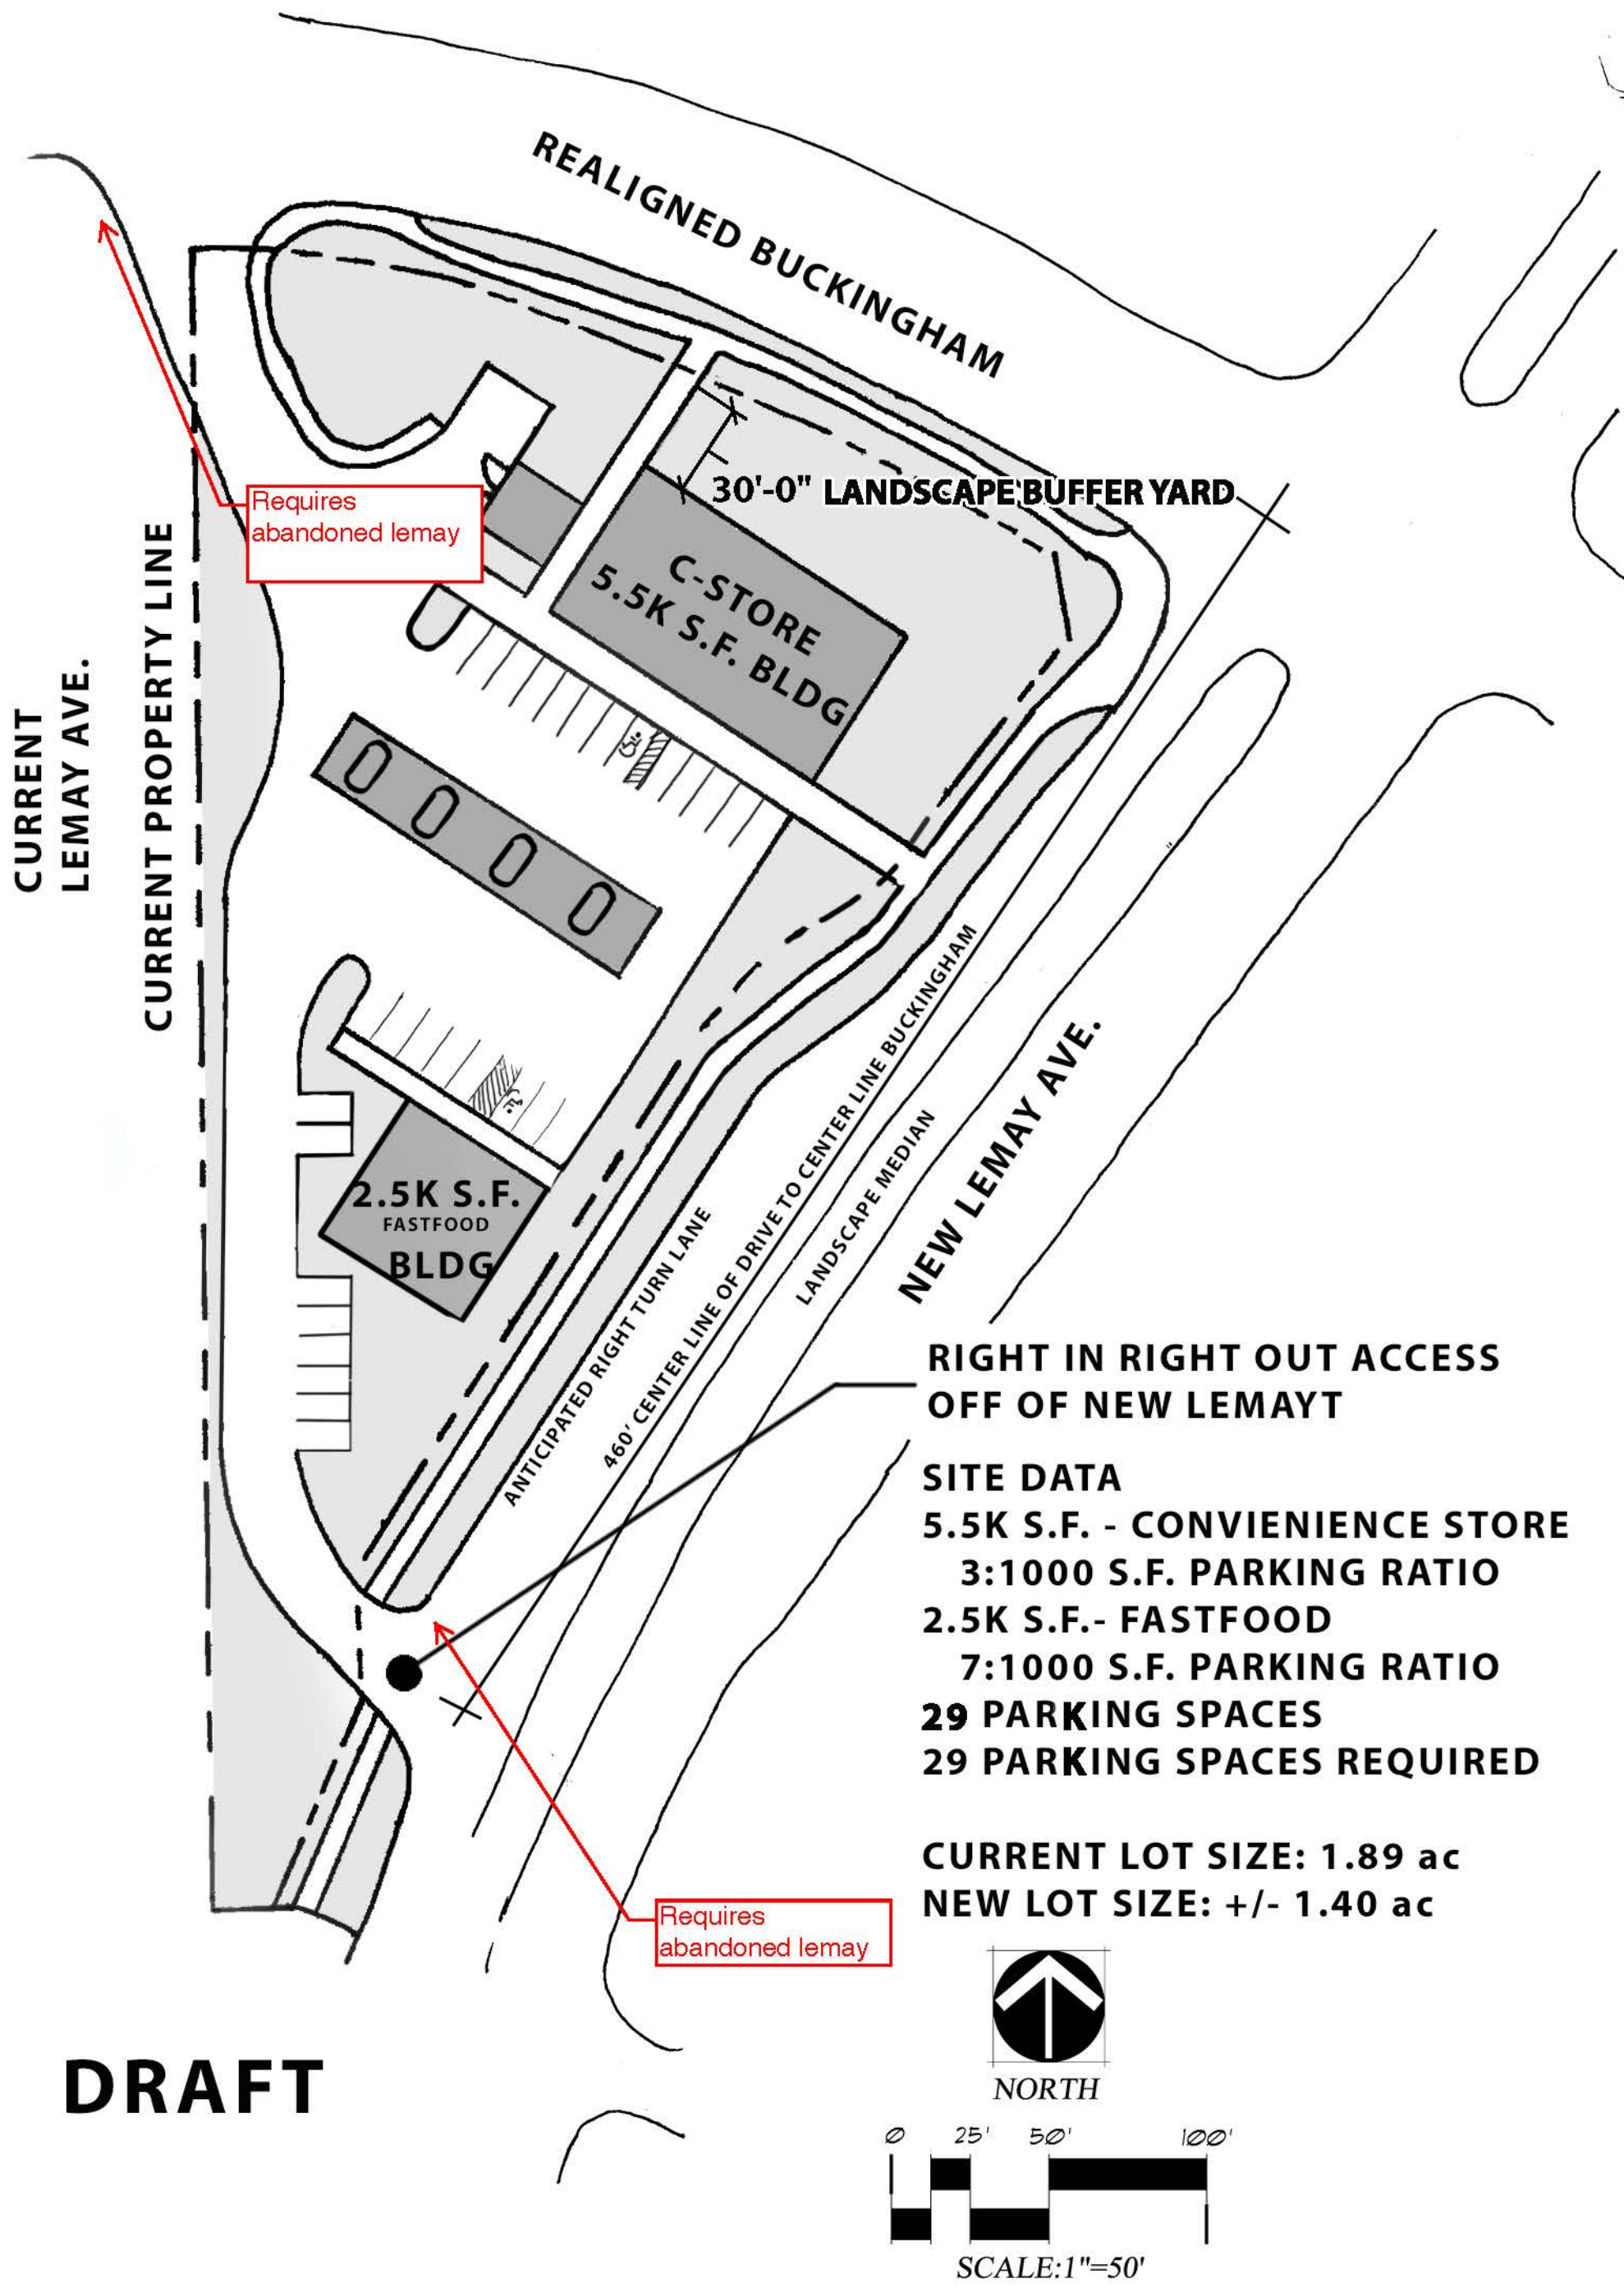 REALIGNED BUCKINGHAM
Requires
abandoned lemay
30'-0" LANDSCAPE BUFFER YARD
C-STORE
5.5K S.F. BLDG
CURRENT
LEMAY AVE.
CURRENT PROPERTY LINE
2.5K S.F.
FASTFOOD
BLDG
ANTICIPATED RIGHT TURN LANE
460' CENTER LINE OF DRIVE TO CENTER LINE BUCKINGHAM
LANDSCAPE MEDIAN
NEW LEMAY AVE.
RIGHT IN RIGHT OUT ACCESS
OFF OF NEW LEMAYT
SITE DATA
5.5K S.F. - CONVIENIENCE STORE
3:1000 S.F. PARKING RATIO
2.5K S.F.- FASTFOOD
7:1000 S.F. PARKING RATIO
29 PARKING SPACES
29 PARKING SPACES REQUIRED
CURRENT LOT SIZE: 1.89 ac
NEW LOT SIZE: +/- 1.40 ac
Requires
abandoned lemay
NORTH
DRAFT
0 25' 50' 100'
SCALE:1"=50'